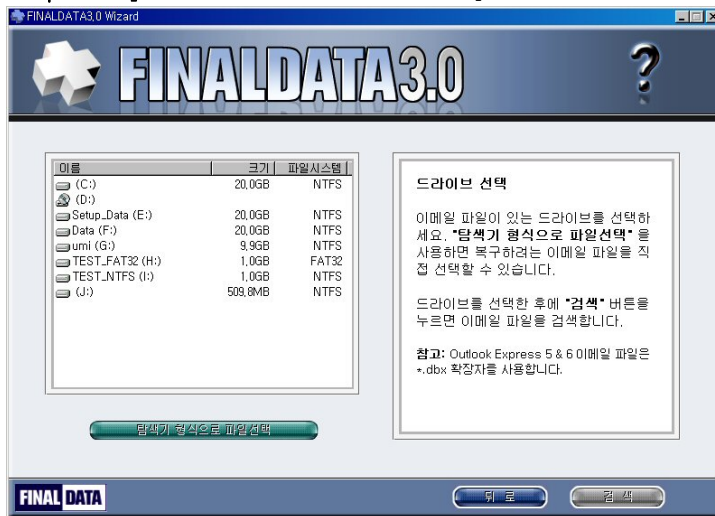 FINALDATA3.0 Wizard
FINALDATA3.0
?
이름 크기 파일시스템
(C:) 20.0GB NTFS
(D:)
Setup_Data (E:) 20.0GB NTFS
Data (F:) 20.0GB NTFS
umi (G:) 9.9GB NTFS
TEST_FAT32 (H:) 1.0GB FAT32
TEST_NTFS (I:) 1.0GB NTFS
(J:) 509.8MB NTFS
탐색기 형식으로 파일선택
드라이브 선택
이메일 파일이 있는 드라이브를 선택하
세요. "탐색기 형식으로 파일선택" 을
사용하면 복구하려는 이메일 파일을 직
접 선택할 수 있습니다.
드라이브를 선택한 후에 "검색" 버튼을
누르면 이메일 파일을 검색합니다.
참고: Outlook Express 5 & 6 이메일 파일은
*.dbx 확장자를 사용합니다.
FINAL DATA
뒤 로
검 색